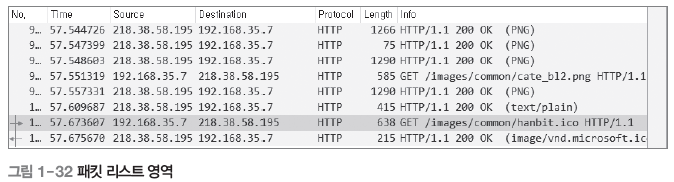 No. Time Source Destination Protocol Length Info
9… 57.544726 218.38.58.195 192.168.35.7 HTTP 1266 HTTP/1.1 200 OK (PNG)
9… 57.547399 218.38.58.195 192.168.35.7 HTTP 75 HTTP/1.1 200 OK (PNG)
9… 57.548603 218.38.58.195 192.168.35.7 HTTP 1290 HTTP/1.1 200 OK (PNG)
9… 57.551319 192.168.35.7 218.38.58.195 HTTP 585 GET /images/common/cate_bl2.png HTTP/1.1
9… 57.557331 218.38.58.195 192.168.35.7 HTTP 1290 HTTP/1.1 200 OK (PNG)
1… 57.609687 218.38.58.195 192.168.35.7 HTTP 415 HTTP/1.1 200 OK (text/plain)
1… 57.673607 192.168.35.7 218.38.58.195 HTTP 638 GET /images/common/hanbit.ico HTTP/1.1
1… 57.675670 218.38.58.195 192.168.35.7 HTTP 215 HTTP/1.1 200 OK (image/vnd.microsoft.ic
그림 1-32 패킷 리스트 영역